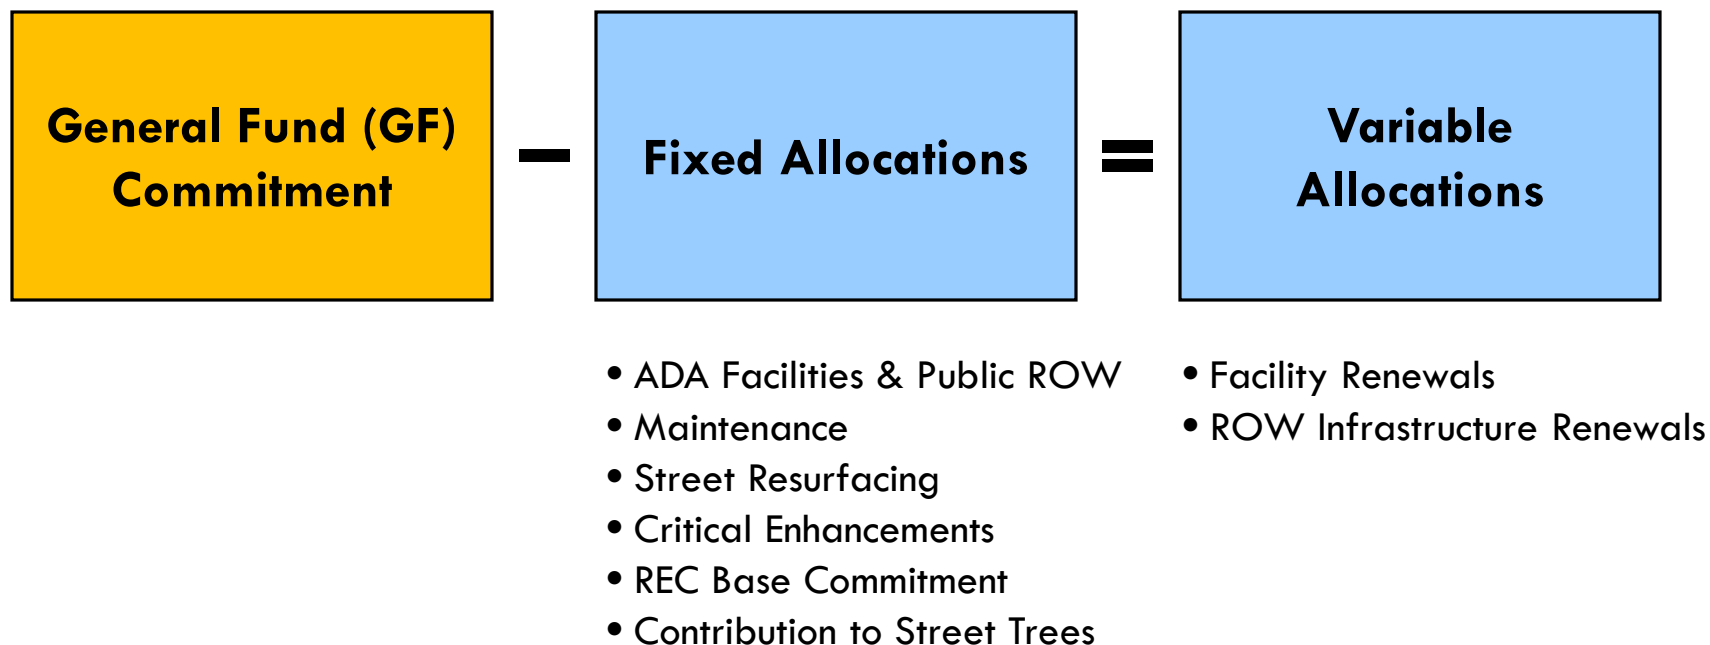 General Fund (GF)
Commitment
–
Fixed Allocations
=
Variable
Allocations
• ADA Facilities & Public ROW
• Maintenance
• Street Resurfacing
• Critical Enhancements
• REC Base Commitment
• Contribution to Street Trees
• Facility Renewals
• ROW Infrastructure Renewals